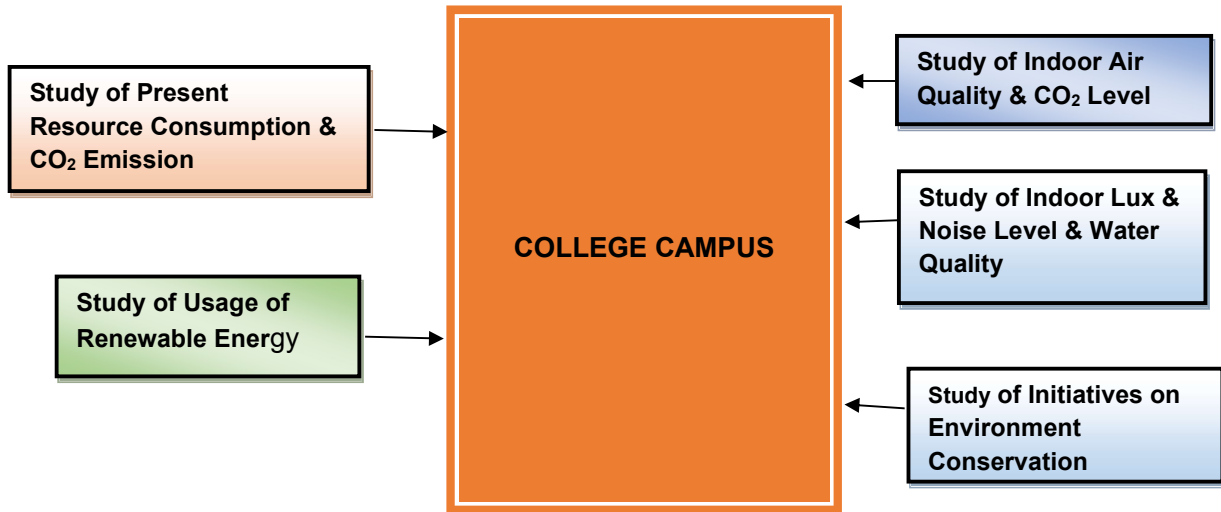 Study of Present
Resource Consumption &
CO₂ Emission
Study of Usage of
Renewable Energy
COLLEGE CAMPUS
Study of Indoor Air
Quality & CO₂ Level
Study of Indoor Lux &
Noise Level & Water
Quality
Study of Initiatives on
Environment
Conservation